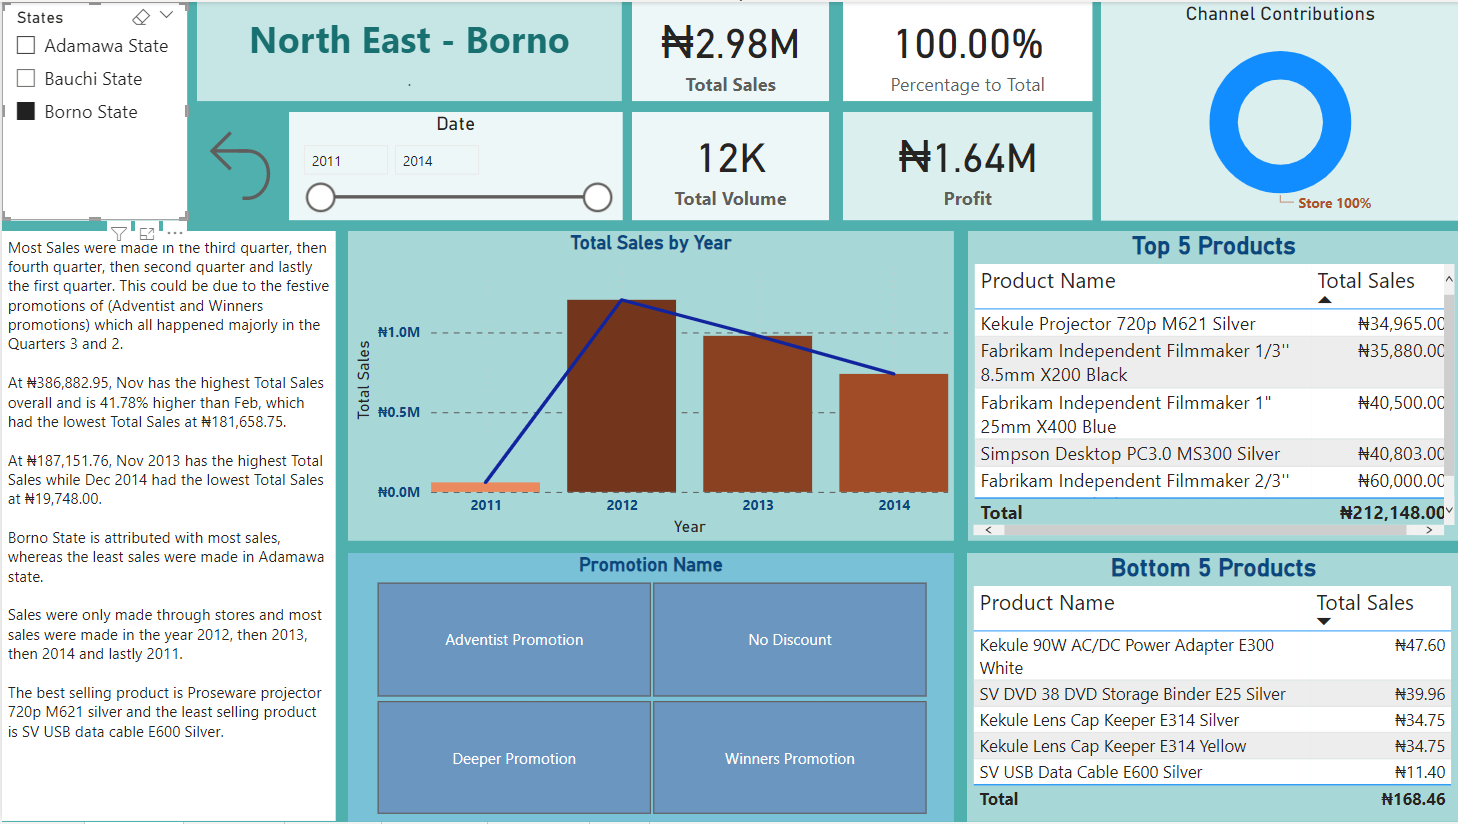 States
Adamawa State
Bauchi State
Borno State
North East - Borno
.
₦2.98M
Total Sales
100.00%
Percentage to Total
Channel Contributions
Store 100%
Date
2011
2014
12K
Total Volume
₦1.64M
Profit
Most Sales were made in the third quarter, then
fourth quarter, then second quarter and lastly
the first quarter. This could be due to the festive
promotions of (Adventist and Winners
promotions) which all happened majorly in the
Quarters 3 and 2.
At ₦386,882.95, Nov has the highest Total Sales
overall and is 41.78% higher than Feb, which
had the lowest Total Sales at ₦181,658.75.
At ₦187,151.76, Nov 2013 has the highest Total
Sales while Dec 2014 had the lowest Total Sales
at ₦19,748.00.
Borno State is attributed with most sales,
whereas the least sales were made in Adamawa
state.
Sales were only made through stores and most
sales were made in the year 2012, then 2013,
then 2014 and lastly 2011.
The best selling product is Proseware projector
720p M621 silver and the least selling product
is SV USB data cable E600 Silver.
Total Sales by Year
Total Sales
₦1.0M
₦0.5M
₦0.0M
2011
2012
2013
2014
Year
Promotion Name
Adventist Promotion
No Discount
Deeper Promotion
Winners Promotion
Top 5 Products
Product Name Total Sales
Kekule Projector 720p M621 Silver ₦34,965.00
Fabrikam Independent Filmmaker 1/3'' ₦35,880.00
8.5mm X200 Black
Fabrikam Independent Filmmaker 1" ₦40,500.00
25mm X400 Blue
Simpson Desktop PC3.0 MS300 Silver ₦40,803.00
Fabrikam Independent Filmmaker 2/3'' ₦60,000.00
Total ₦212,148.00
Bottom 5 Products
Product Name Total Sales
Kekule 90W AC/DC Power Adapter E300 ₦47.60
White
SV DVD 38 DVD Storage Binder E25 Silver ₦39.96
Kekule Lens Cap Keeper E314 Silver ₦34.75
Kekule Lens Cap Keeper E314 Yellow ₦34.75
SV USB Data Cable E600 Silver ₦11.40
Total ₦168.46